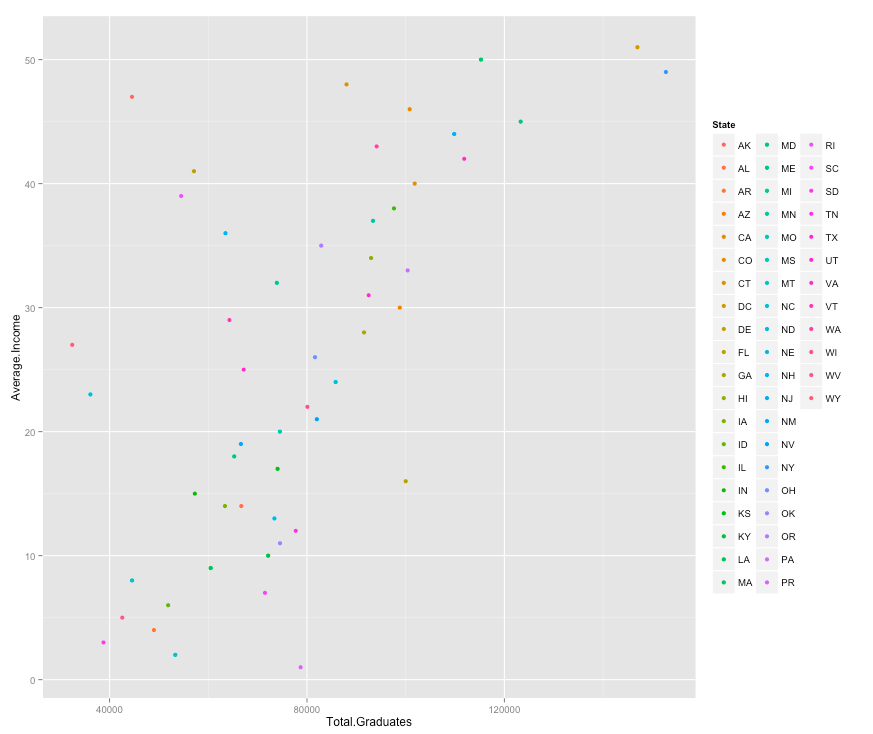 50
40
30
20
10
0
Average.Income
40000 80000 120000
Total.Graduates
State
AK MD RI
AL ME SC
AR MI SD
AZ MN TN
CA MO TX
CO MS UT
CT MT VA
DC NC VT
DE ND WA
FL NE WI
GA NH WV
HI NJ WY
IA NM
ID NV
IL NY
IN OH
KS OK
KY OR
LA PA
MA PR